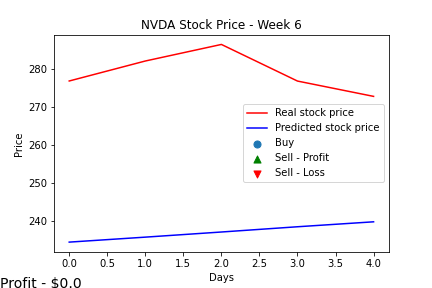 NVDA Stock Price - Week 6
Price
280
270
260
250
240
Real stock price
Predicted stock price
Buy
Sell - Profit
Sell - Loss
0.0 0.5 1.0 1.5 2.0 2.5 3.0 3.5 4.0
Days
Profit - $0.0